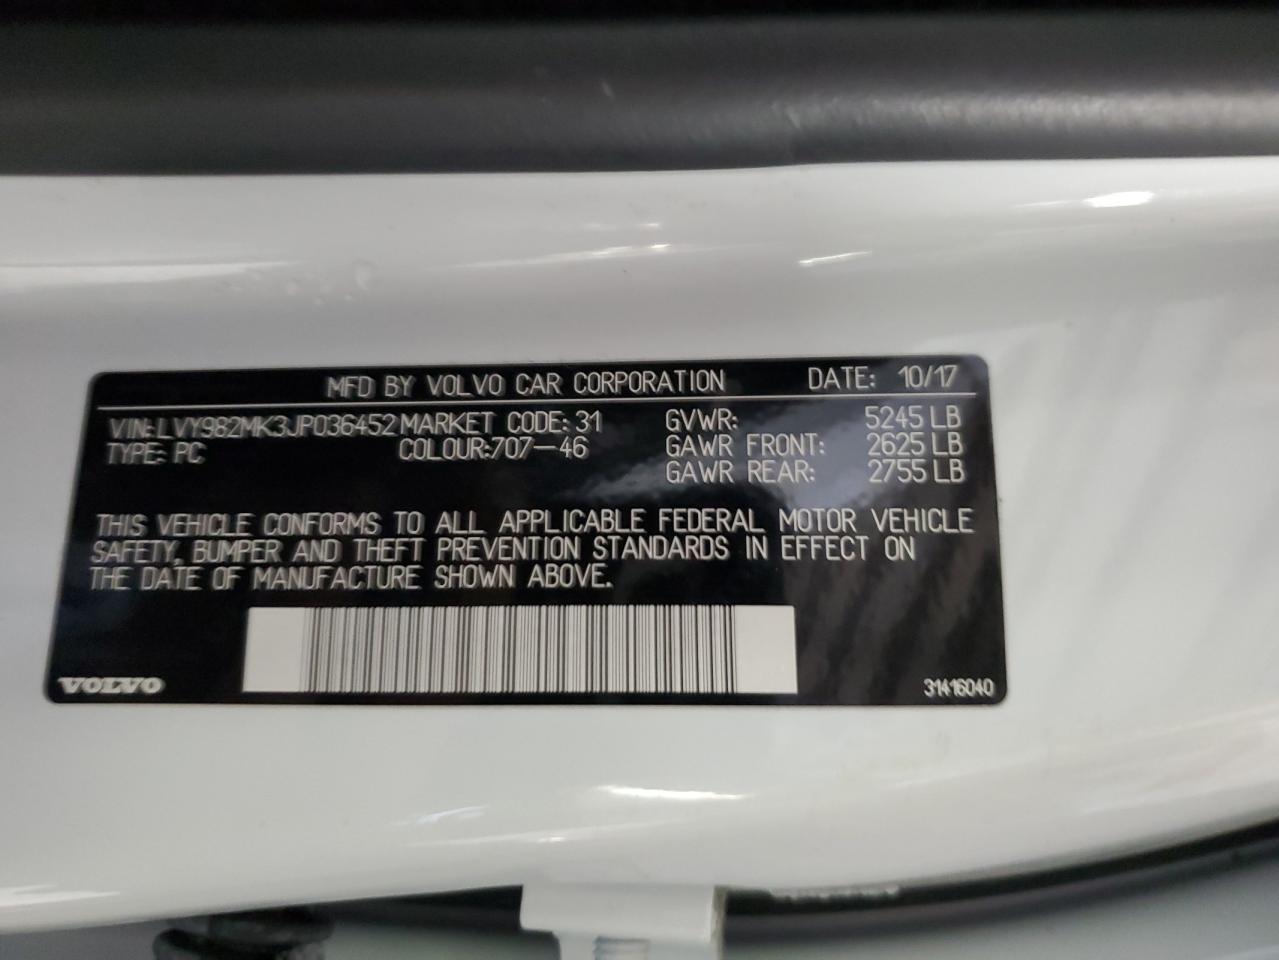 MFD BY VOLVO CAR CORPORATION DATE: 10/17
VIN:LVY982MK3JP036452 MARKET CODE: 31 GVWR: 5245 LB
TYPE: PC COLOUR:707-46 GAWR FRONT: 2625 LB
GAWR REAR: 2755 LB
THIS VEHICLE CONFORMS TO ALL APPLICABLE FEDERAL MOTOR VEHICLE
SAFETY, BUMPER AND THEFT PREVENTION STANDARDS IN EFFECT ON
THE DATE OF MANUFACTURE SHOWN ABOVE.
VOLVO 31416040